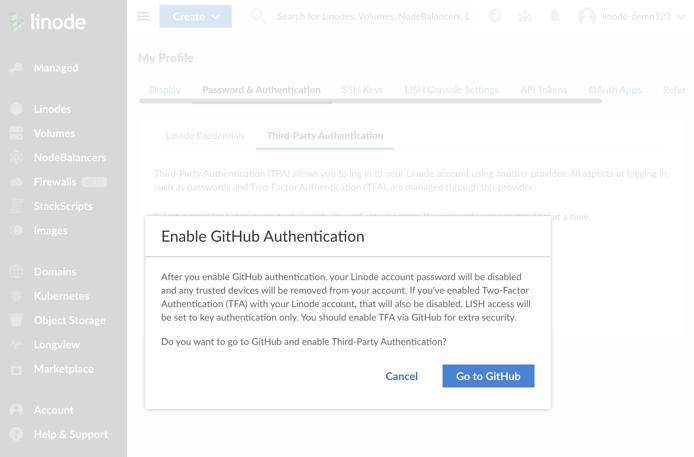 linode
Create
Search for Linodes, Volumes, NodeBalancers, D
linode-demo123
Managed
Linodes
Volumes
NodeBalancers
Firewalls BETA
StackScripts
Images
Domains
Kubernetes
Object Storage
Longview
Marketplace
Account
Help & Support
My Profile
Display Password & Authentication SSH Keys LISH Console Settings API Tokens OAuth Apps Refer
Linode Credentials Third-Party Authentication
Third-Party Authentication (TPA) allows you to log in to your Linode account using another provider. All aspects of logging in,
such as passwords and Two-Factor Authentication (TFA), are managed through this provider.
at a time.
Enable GitHub Authentication
After you enable GitHub authentication, your Linode account password will be disabled
and any trusted devices will be removed from your account. If you've enabled Two-Factor
Authentication (TFA) with your Linode account, that will also be disabled. LISH access will
be set to key authentication only. You should enable TFA via GitHub for extra security.
Do you want to go to GitHub and enable Third-Party Authentication?
Cancel Go to GitHub